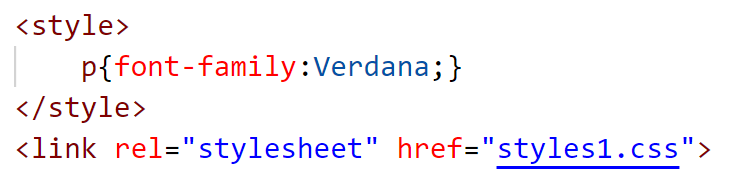 <style>
    p{font-family:Verdana;}
</style>
<link rel="stylesheet" href="styles1.css">